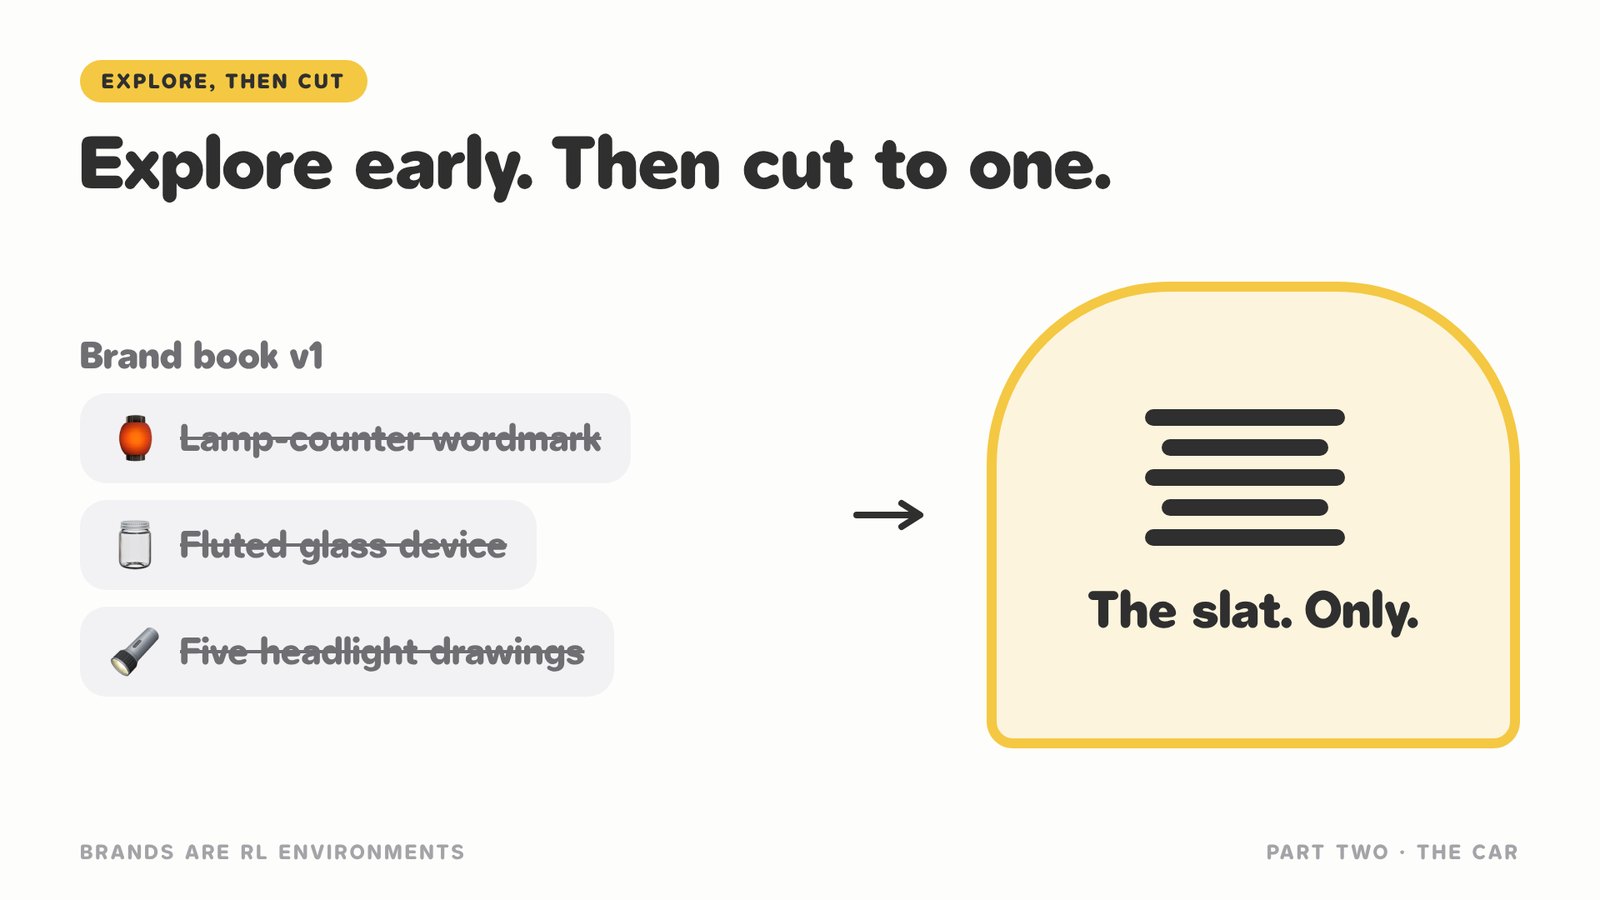 EXPLORE, THEN CUT
Explore early. Then cut to one.
Brand book v1
Lamp-counter wordmark
Fluted glass device
Five headlight drawings
The slat. Only.
BRANDS ARE RL ENVIRONMENTS
PART TWO · THE CAR